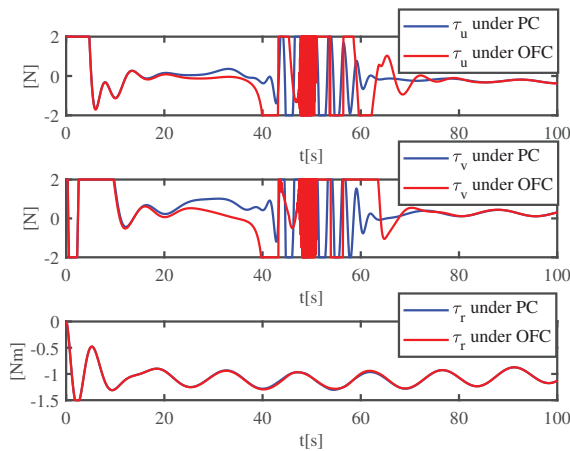 [N]
2
0
-2
0
20
40
60
80
100
t[s]
τu under PC
τu under OFC
[N]
2
0
-2
0
20
40
60
80
100
t[s]
τv under PC
τv under OFC
[Nm]
0
-0.5
-1
-1.5
0
20
40
60
80
100
t[s]
τr under PC
τr under OFC